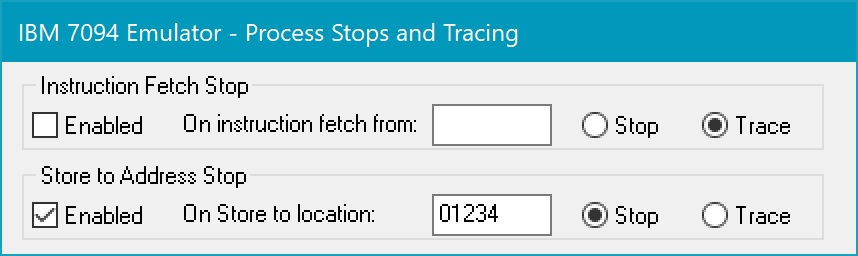 IBM 7094 Emulator - Process Stops and Tracing
Instruction Fetch Stop
Enabled On instruction fetch from: Stop Trace
Store to Address Stop
Enabled On Store to location: 01234 Stop Trace